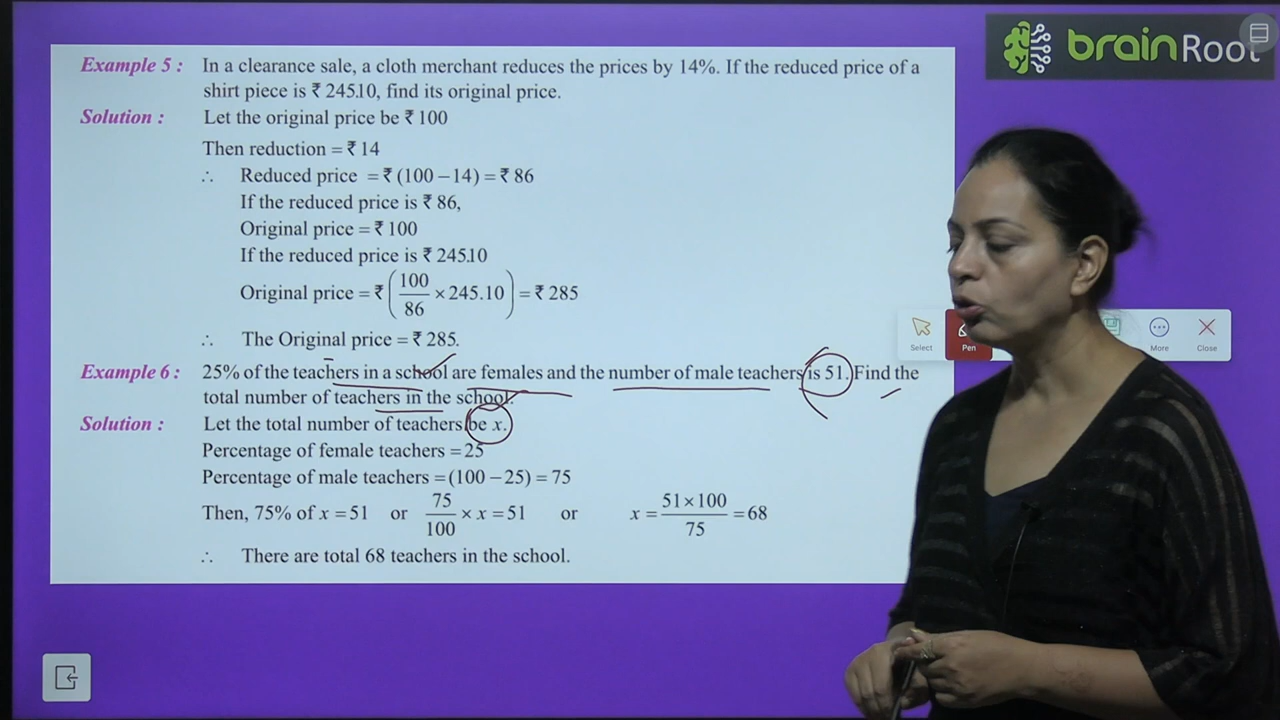 brainRoot
Example 5 : In a clearance sale, a cloth merchant reduces the prices by 14%. If the reduced price of a
shirt piece is ₹ 245.10, find its original price.
Solution : Let the original price be ₹ 100
Then reduction = ₹ 14
∴ Reduced price = ₹ (100 – 14) = ₹ 86
If the reduced price is ₹ 86,
Original price = ₹ 100
If the reduced price is ₹ 245.10
Original price = ₹ (100/86 × 245.10) = ₹ 285
∴ The Original price = ₹ 285.
Select Pen More Close
Example 6 : 25% of the teachers in a school are females and the number of male teachers is 51. Find the
total number of teachers in the school.
Solution : Let the total number of teachers be x.
Percentage of female teachers = 25
Percentage of male teachers = (100 – 25) = 75
Then, 75% of x = 51 or 75/100 × x = 51 or x = 51×100/75 = 68
∴ There are total 68 teachers in the school.